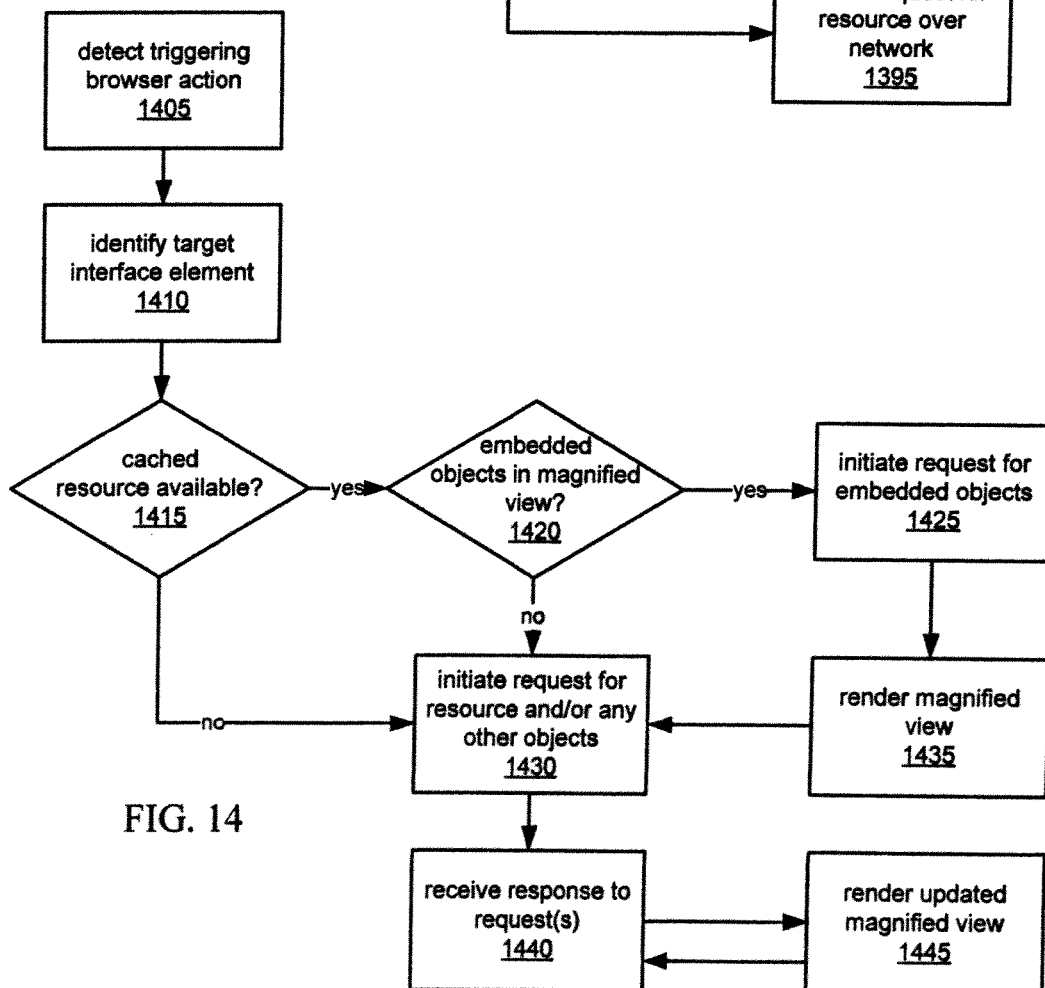 resource over
network
1395
detect triggering
browser action
1405
identify target
interface element
1410
cached
resource available?
1415
yes
embedded
objects in magnified
view?
1420
yes
initiate request for
embedded objects
1425
no
no
initiate request for
resource and/or any
other objects
1430
render magnified
view
1435
FIG. 14
receive response to
request(s)
1440
render updated
magnified view
1445